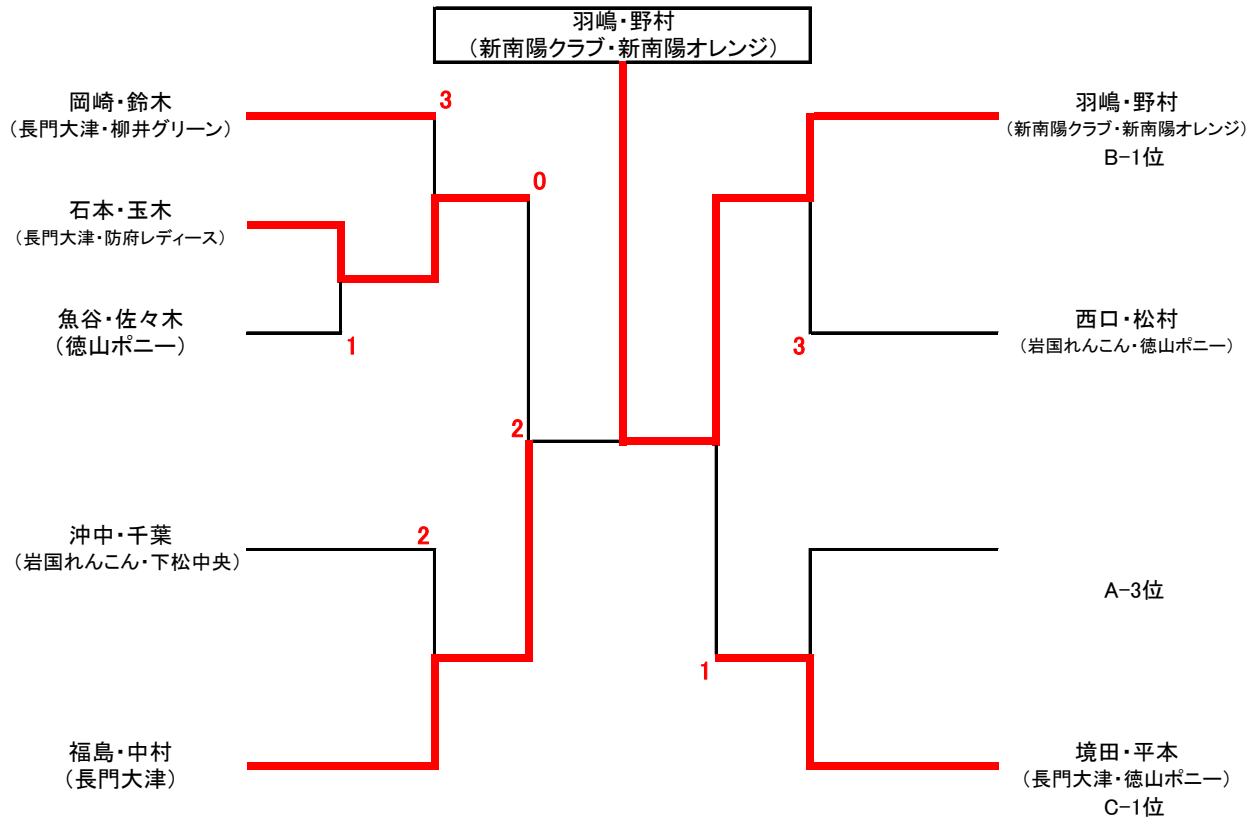 羽嶋・野村
（新南陽クラブ・新南陽オレンジ）
岡崎・鈴木
（長門大津・柳井グリーン）
3
羽嶋・野村
（新南陽クラブ・新南陽オレンジ）
B-1位
0
石本・玉木
（長門大津・防府レディース）
魚谷・佐々木
（徳山ポニー）
1
西口・松村
（岩国れんこん・徳山ポニー）
3
2
沖中・千葉
（岩国れんこん・下松中央）
2
A-3位
1
福島・中村
（長門大津）
境田・平本
（長門大津・徳山ポニー）
C-1位